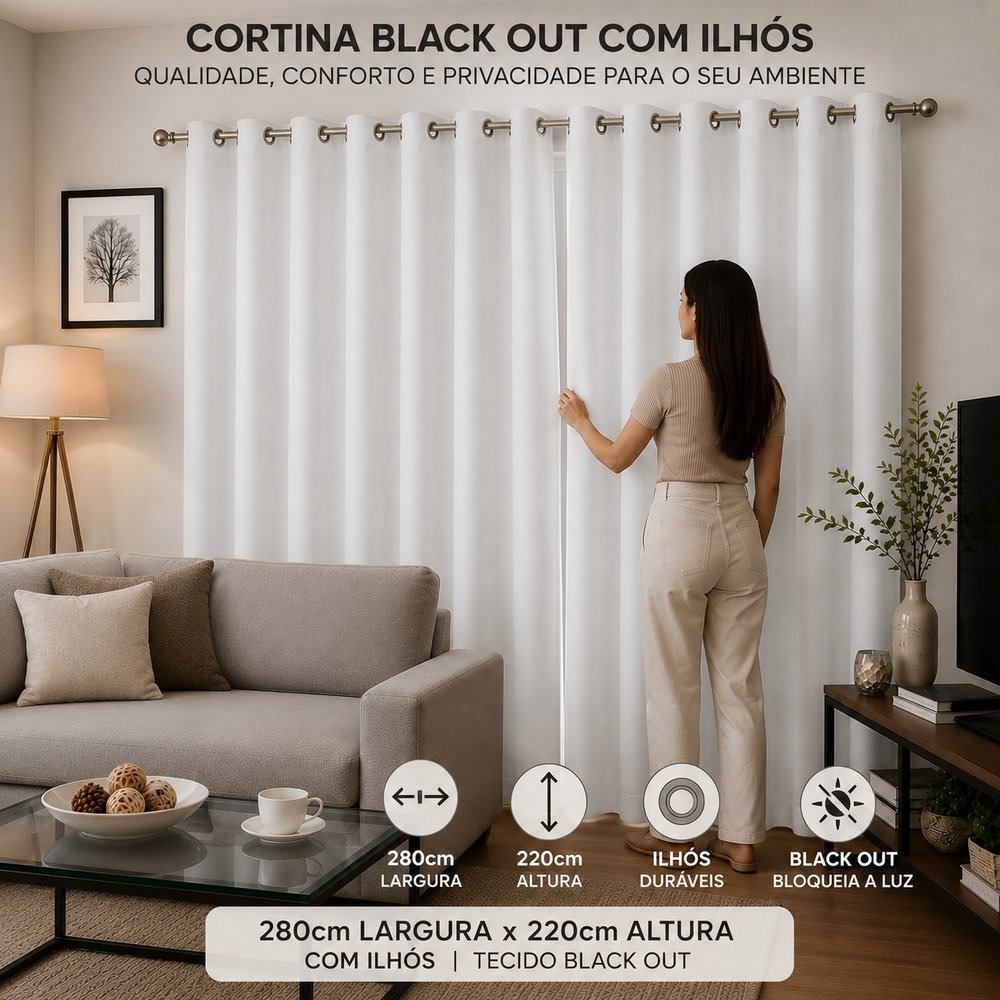 CORTINA BLACK OUT COM ILHÓS
QUALIDADE, CONFORTO E PRIVACIDADE PARA O SEU AMBIENTE
280cm
LARGURA
220cm
ALTURA
ILHÓS
DURÁVEIS
BLACK OUT
BLOQUEIA A LUZ
280cm LARGURA x 220cm ALTURA
COM ILHÓS | TECIDO BLACK OUT